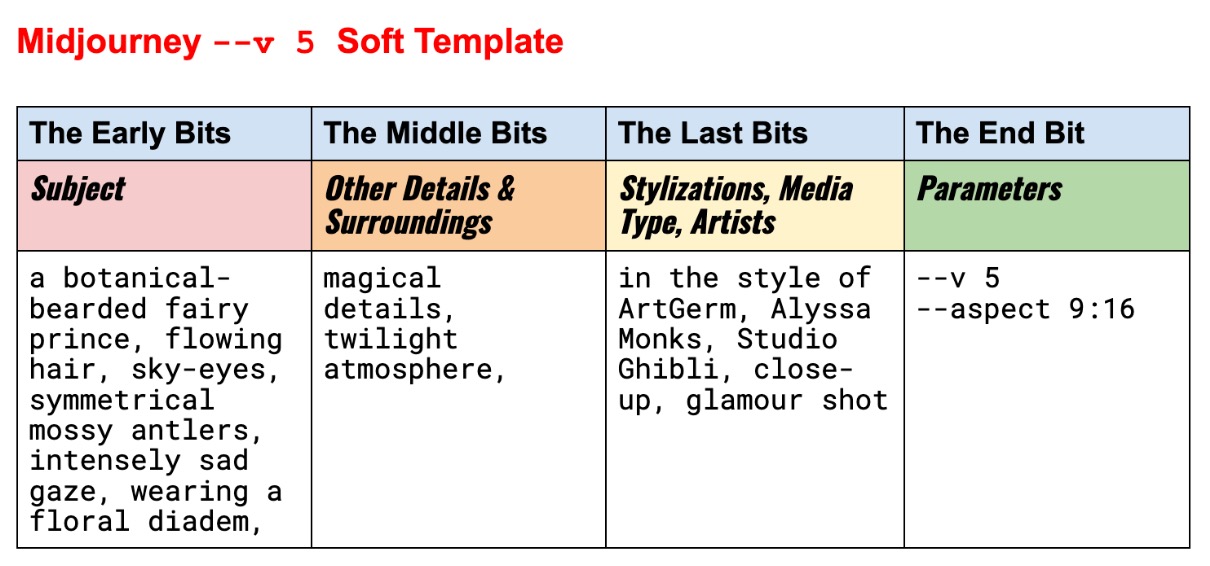 Midjourney --v 5 Soft Template
The Early Bits
The Middle Bits
The Last Bits
The End Bit
Subject
Other Details &
Surroundings
Stylizations, Media
Type, Artists
Parameters
a botanical-
bearded fairy
prince, flowing
hair, sky-eyes,
symmetrical
mossy antlers,
intensely sad
gaze, wearing a
floral diadem,
magical
details,
twilight
atmosphere,
in the style of
ArtGerm, Alyssa
Monks, Studio
Ghibli, close-
up, glamour shot
--v 5
--aspect 9:16